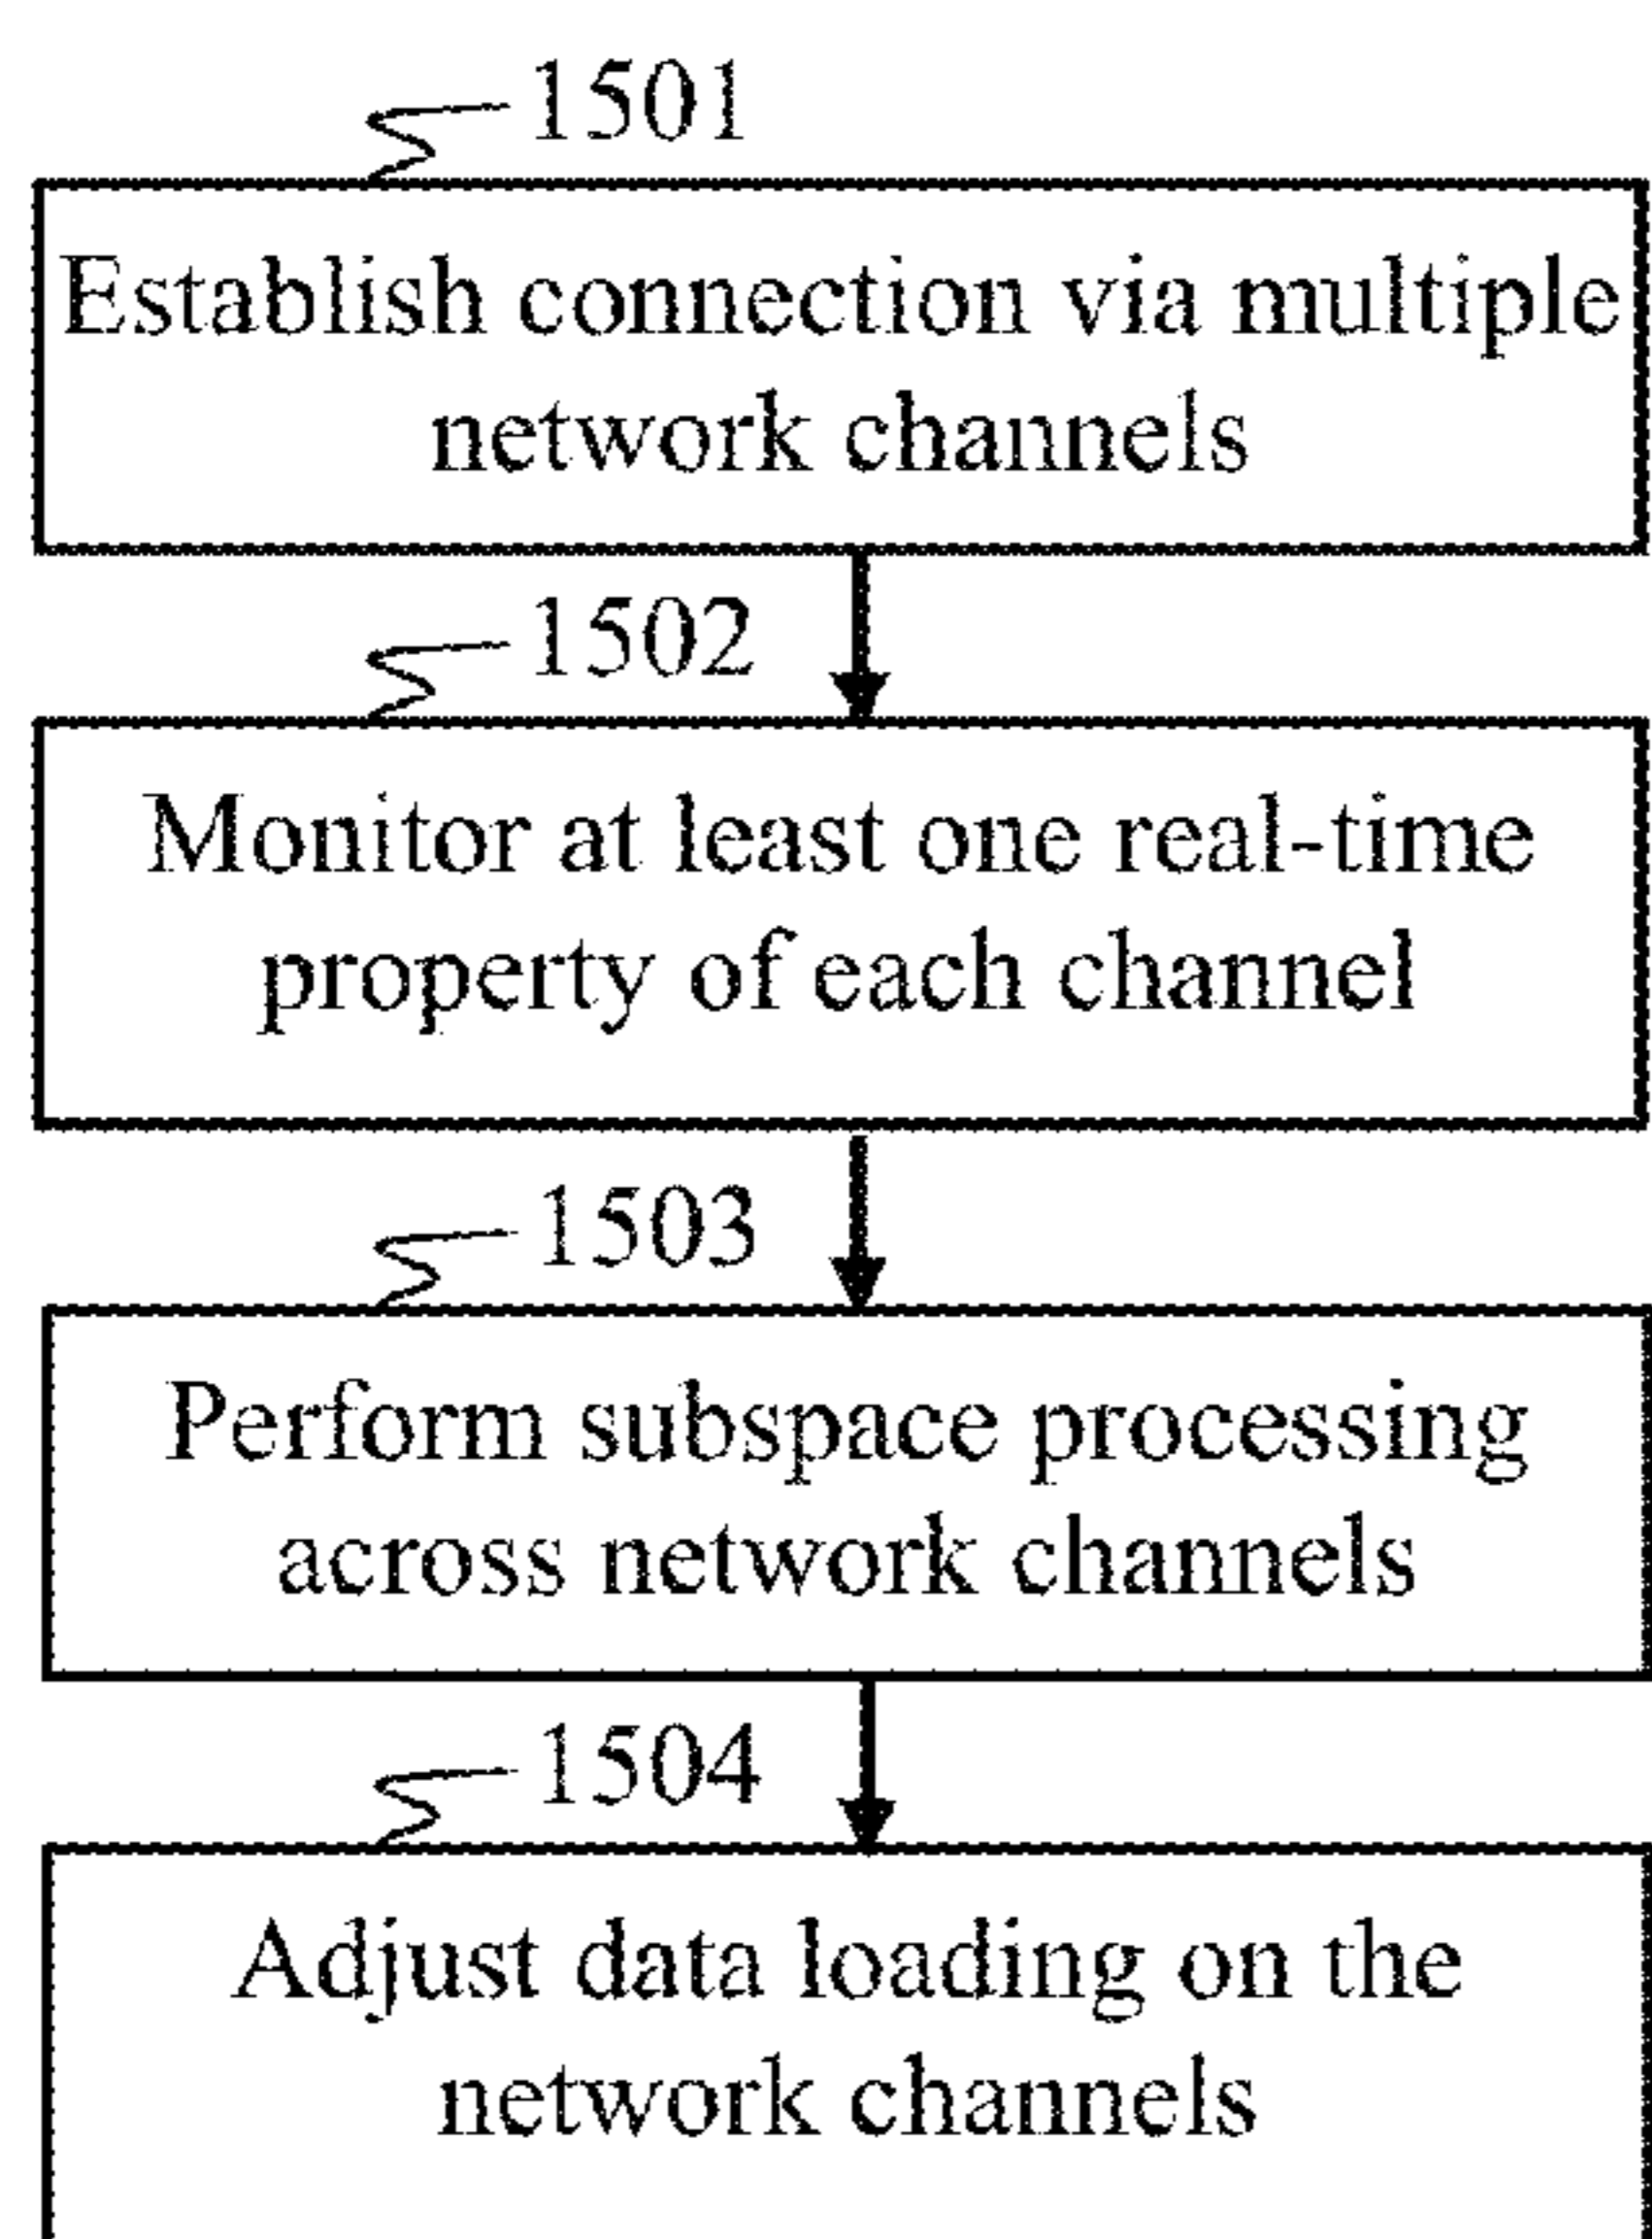 1501
Establish connection via multiple
network channels
1502
Monitor at least one real-time
property of each channel
1503
Perform subspace processing
across network channels
1504
Adjust data loading on the
network channels